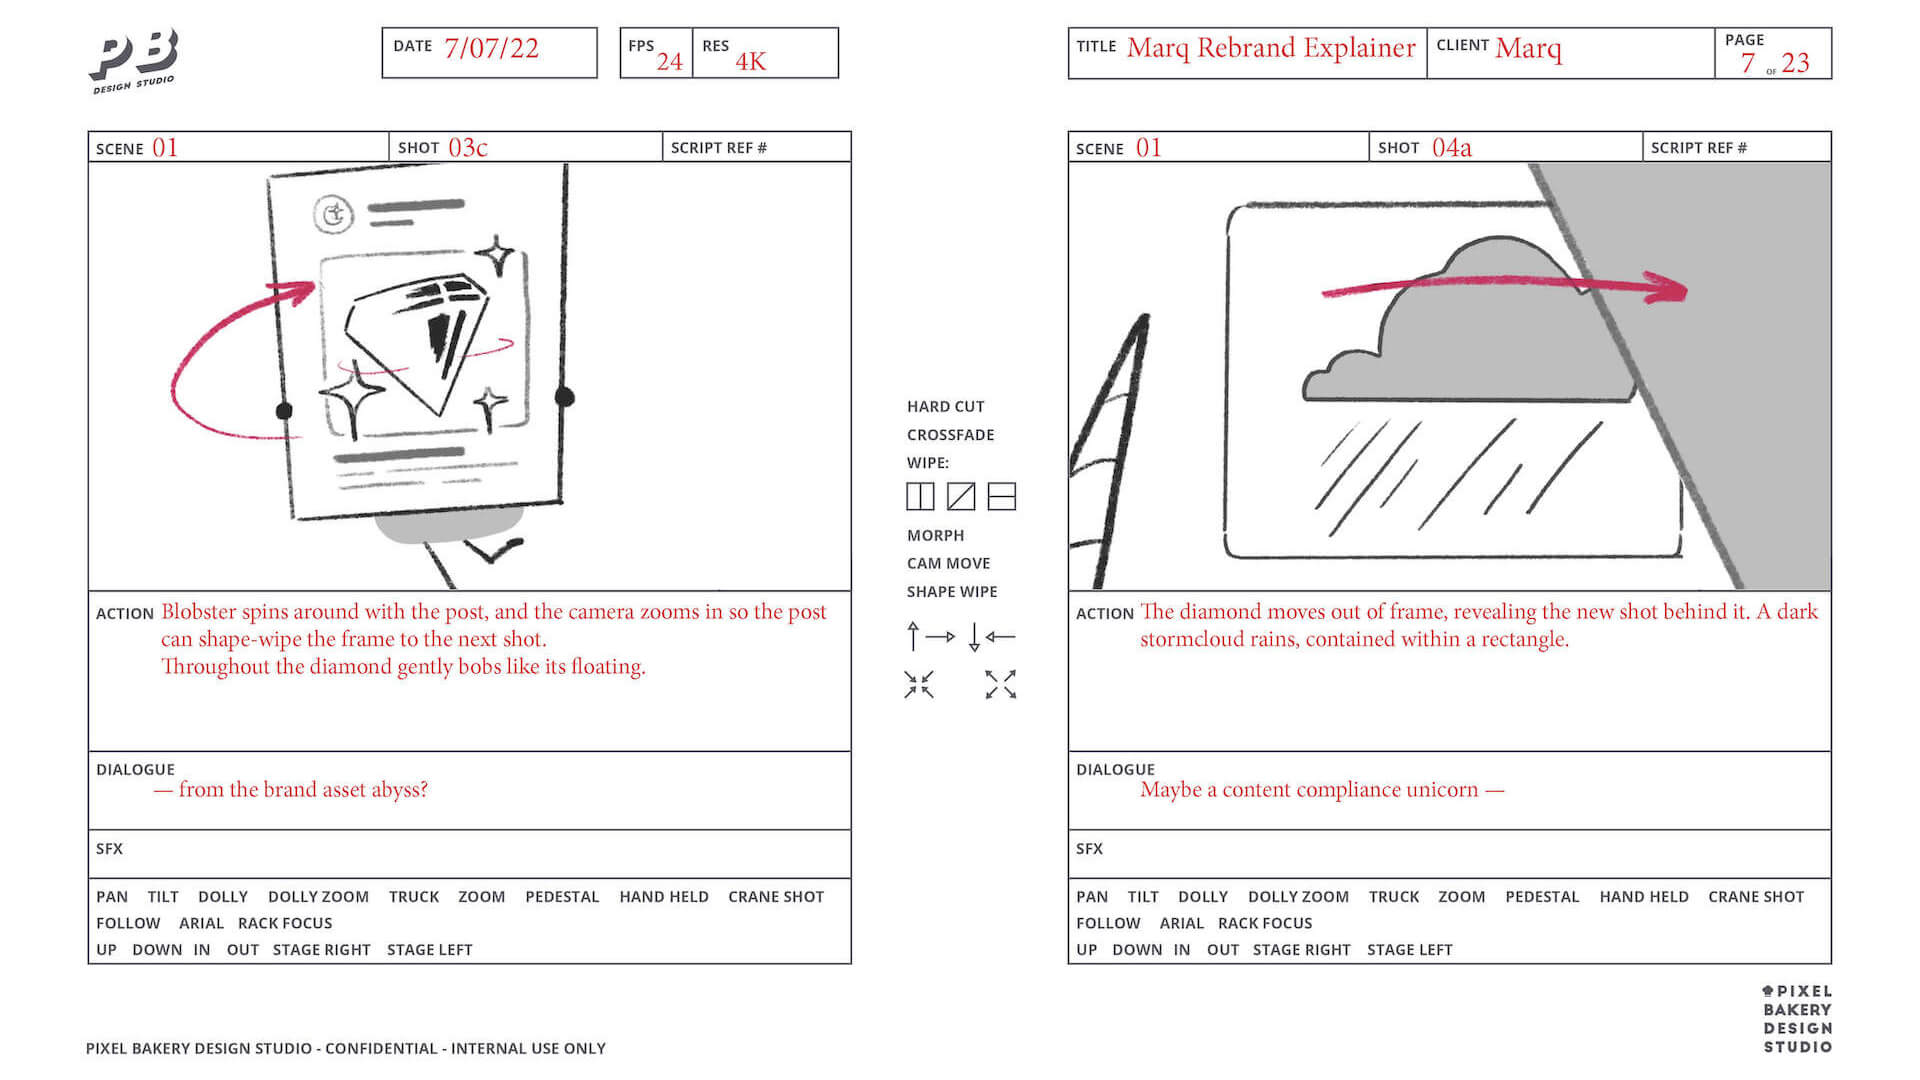 PB
DESIGN STUDIO
DATE 7/07/22
FPS 24
RES 4K
TITLE Marq Rebrand Explainer
CLIENT Marq
PAGE 7 OF 23
SCENE 01
SHOT 03c
SCRIPT REF #
ACTION Blobster spins around with the post, and the camera zooms in so the post
can shape-wipe the frame to the next shot.
Throughout the diamond gently bobs like its floating.
DIALOGUE
— from the brand asset abyss?
SFX
PAN TILT DOLLY DOLLY ZOOM TRUCK ZOOM PEDESTAL HAND HELD CRANE SHOT
FOLLOW ARIAL RACK FOCUS
UP DOWN IN OUT STAGE RIGHT STAGE LEFT
HARD CUT
CROSSFADE
WIPE:
MORPH
CAM MOVE
SHAPE WIPE
SCENE 01
SHOT 04a
SCRIPT REF #
ACTION The diamond moves out of frame, revealing the new shot behind it. A dark
stormcloud rains, contained within a rectangle.
DIALOGUE
Maybe a content compliance unicorn —
SFX
PAN TILT DOLLY DOLLY ZOOM TRUCK ZOOM PEDESTAL HAND HELD CRANE SHOT
FOLLOW ARIAL RACK FOCUS
UP DOWN IN OUT STAGE RIGHT STAGE LEFT
PIXEL BAKERY DESIGN STUDIO - CONFIDENTIAL - INTERNAL USE ONLY
PIXEL
BAKERY
DESIGN
STUDIO